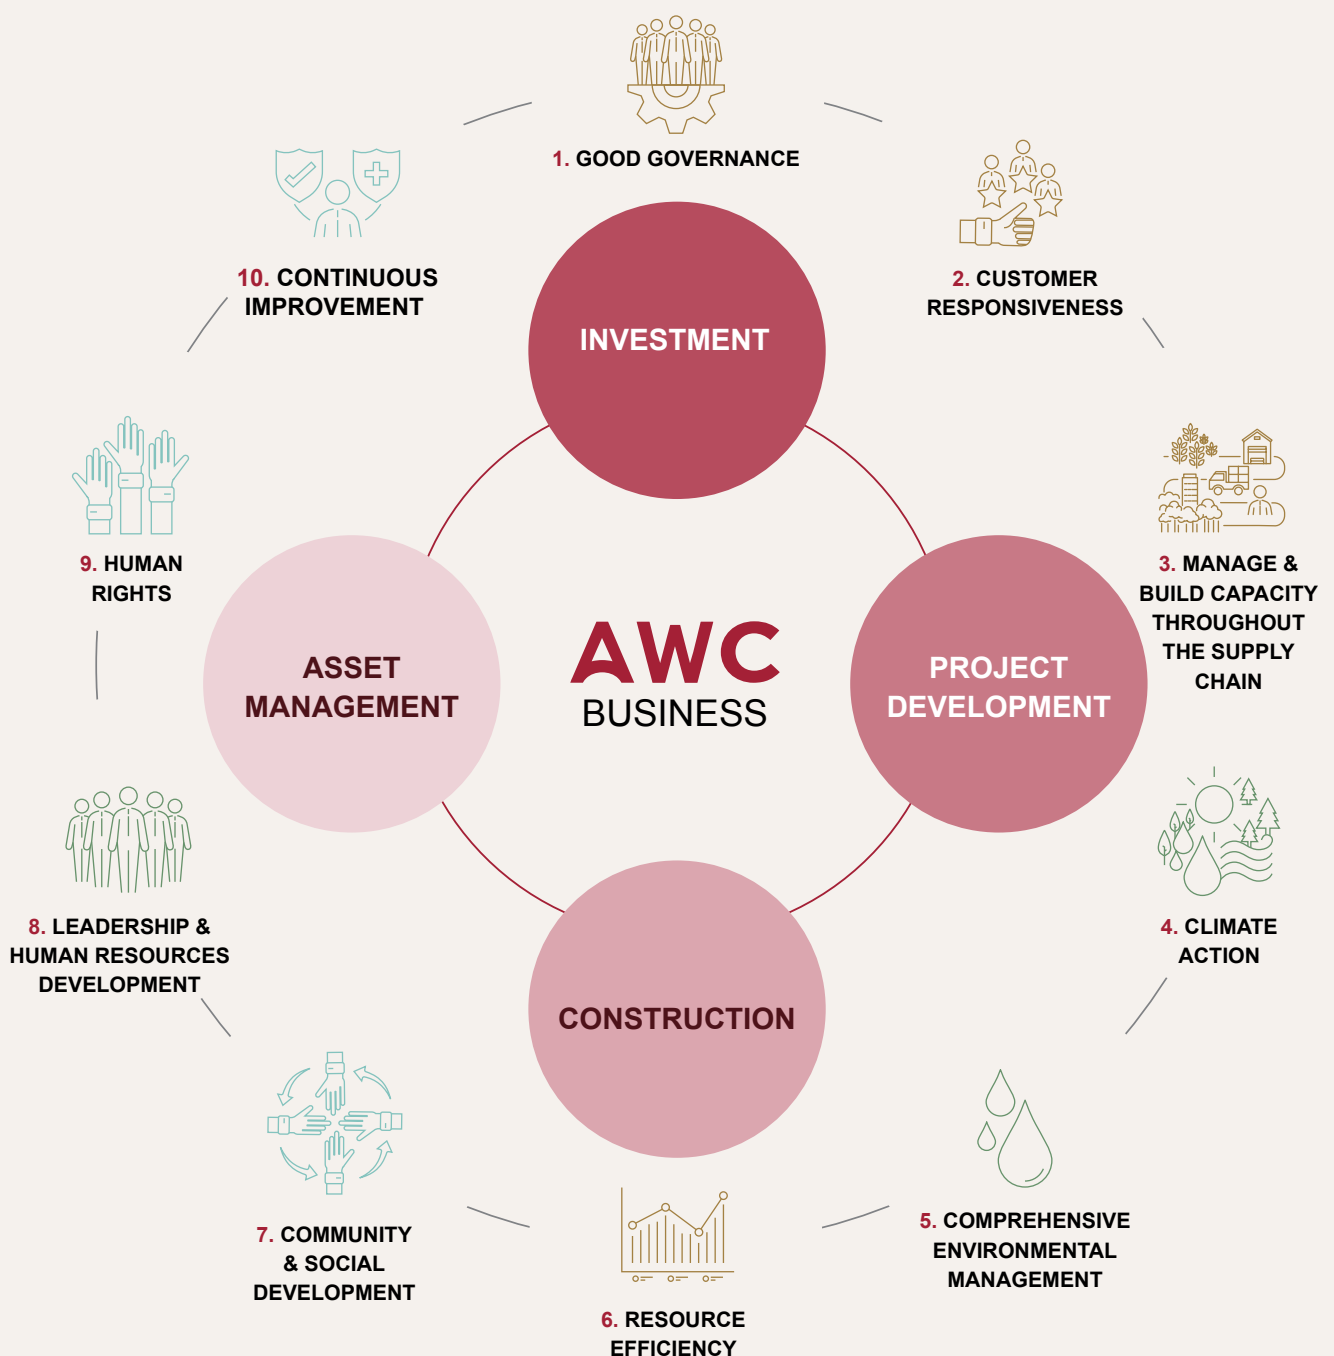 1. GOOD GOVERNANCE
2. CUSTOMER
RESPONSIVENESS
3. MANAGE &
BUILD CAPACITY
THROUGHOUT
THE SUPPLY
CHAIN
4. CLIMATE
ACTION
5. COMPREHENSIVE
ENVIRONMENTAL
MANAGEMENT
6. RESOURCE
EFFICIENCY
7. COMMUNITY
& SOCIAL
DEVELOPMENT
8. LEADERSHIP &
HUMAN RESOURCES
DEVELOPMENT
9. HUMAN
RIGHTS
10. CONTINUOUS
IMPROVEMENT
INVESTMENT
PROJECT
DEVELOPMENT
CONSTRUCTION
ASSET
MANAGEMENT
AWC
BUSINESS